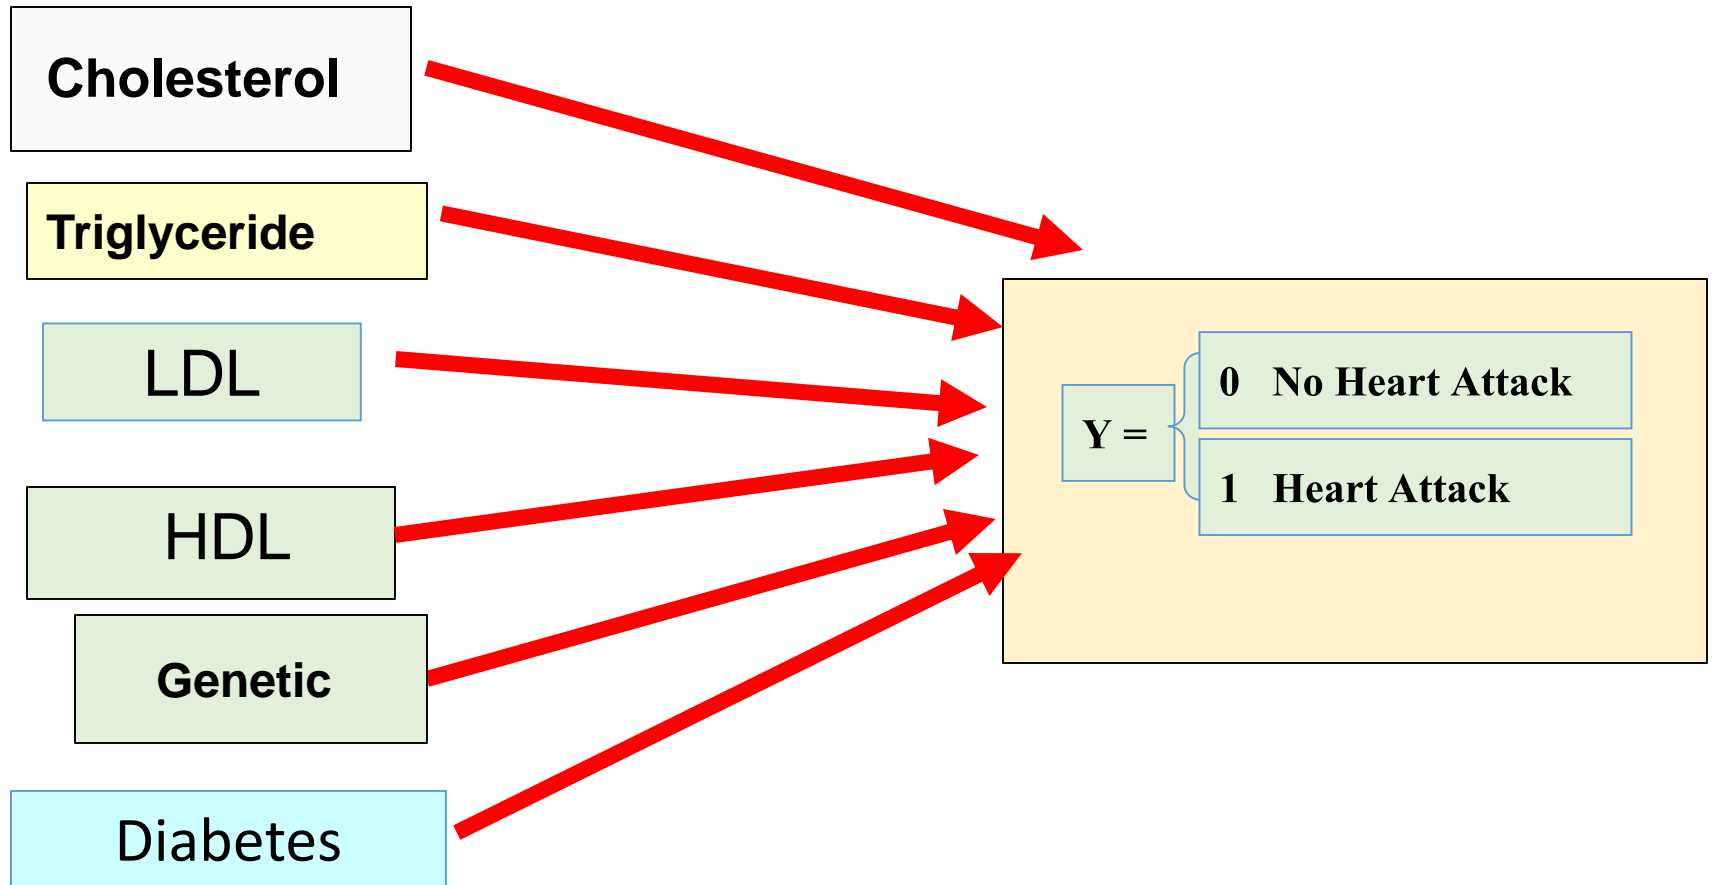 Cholesterol
Triglyceride
LDL
HDL
Genetic
Diabetes
Y =
0 No Heart Attack
1 Heart Attack